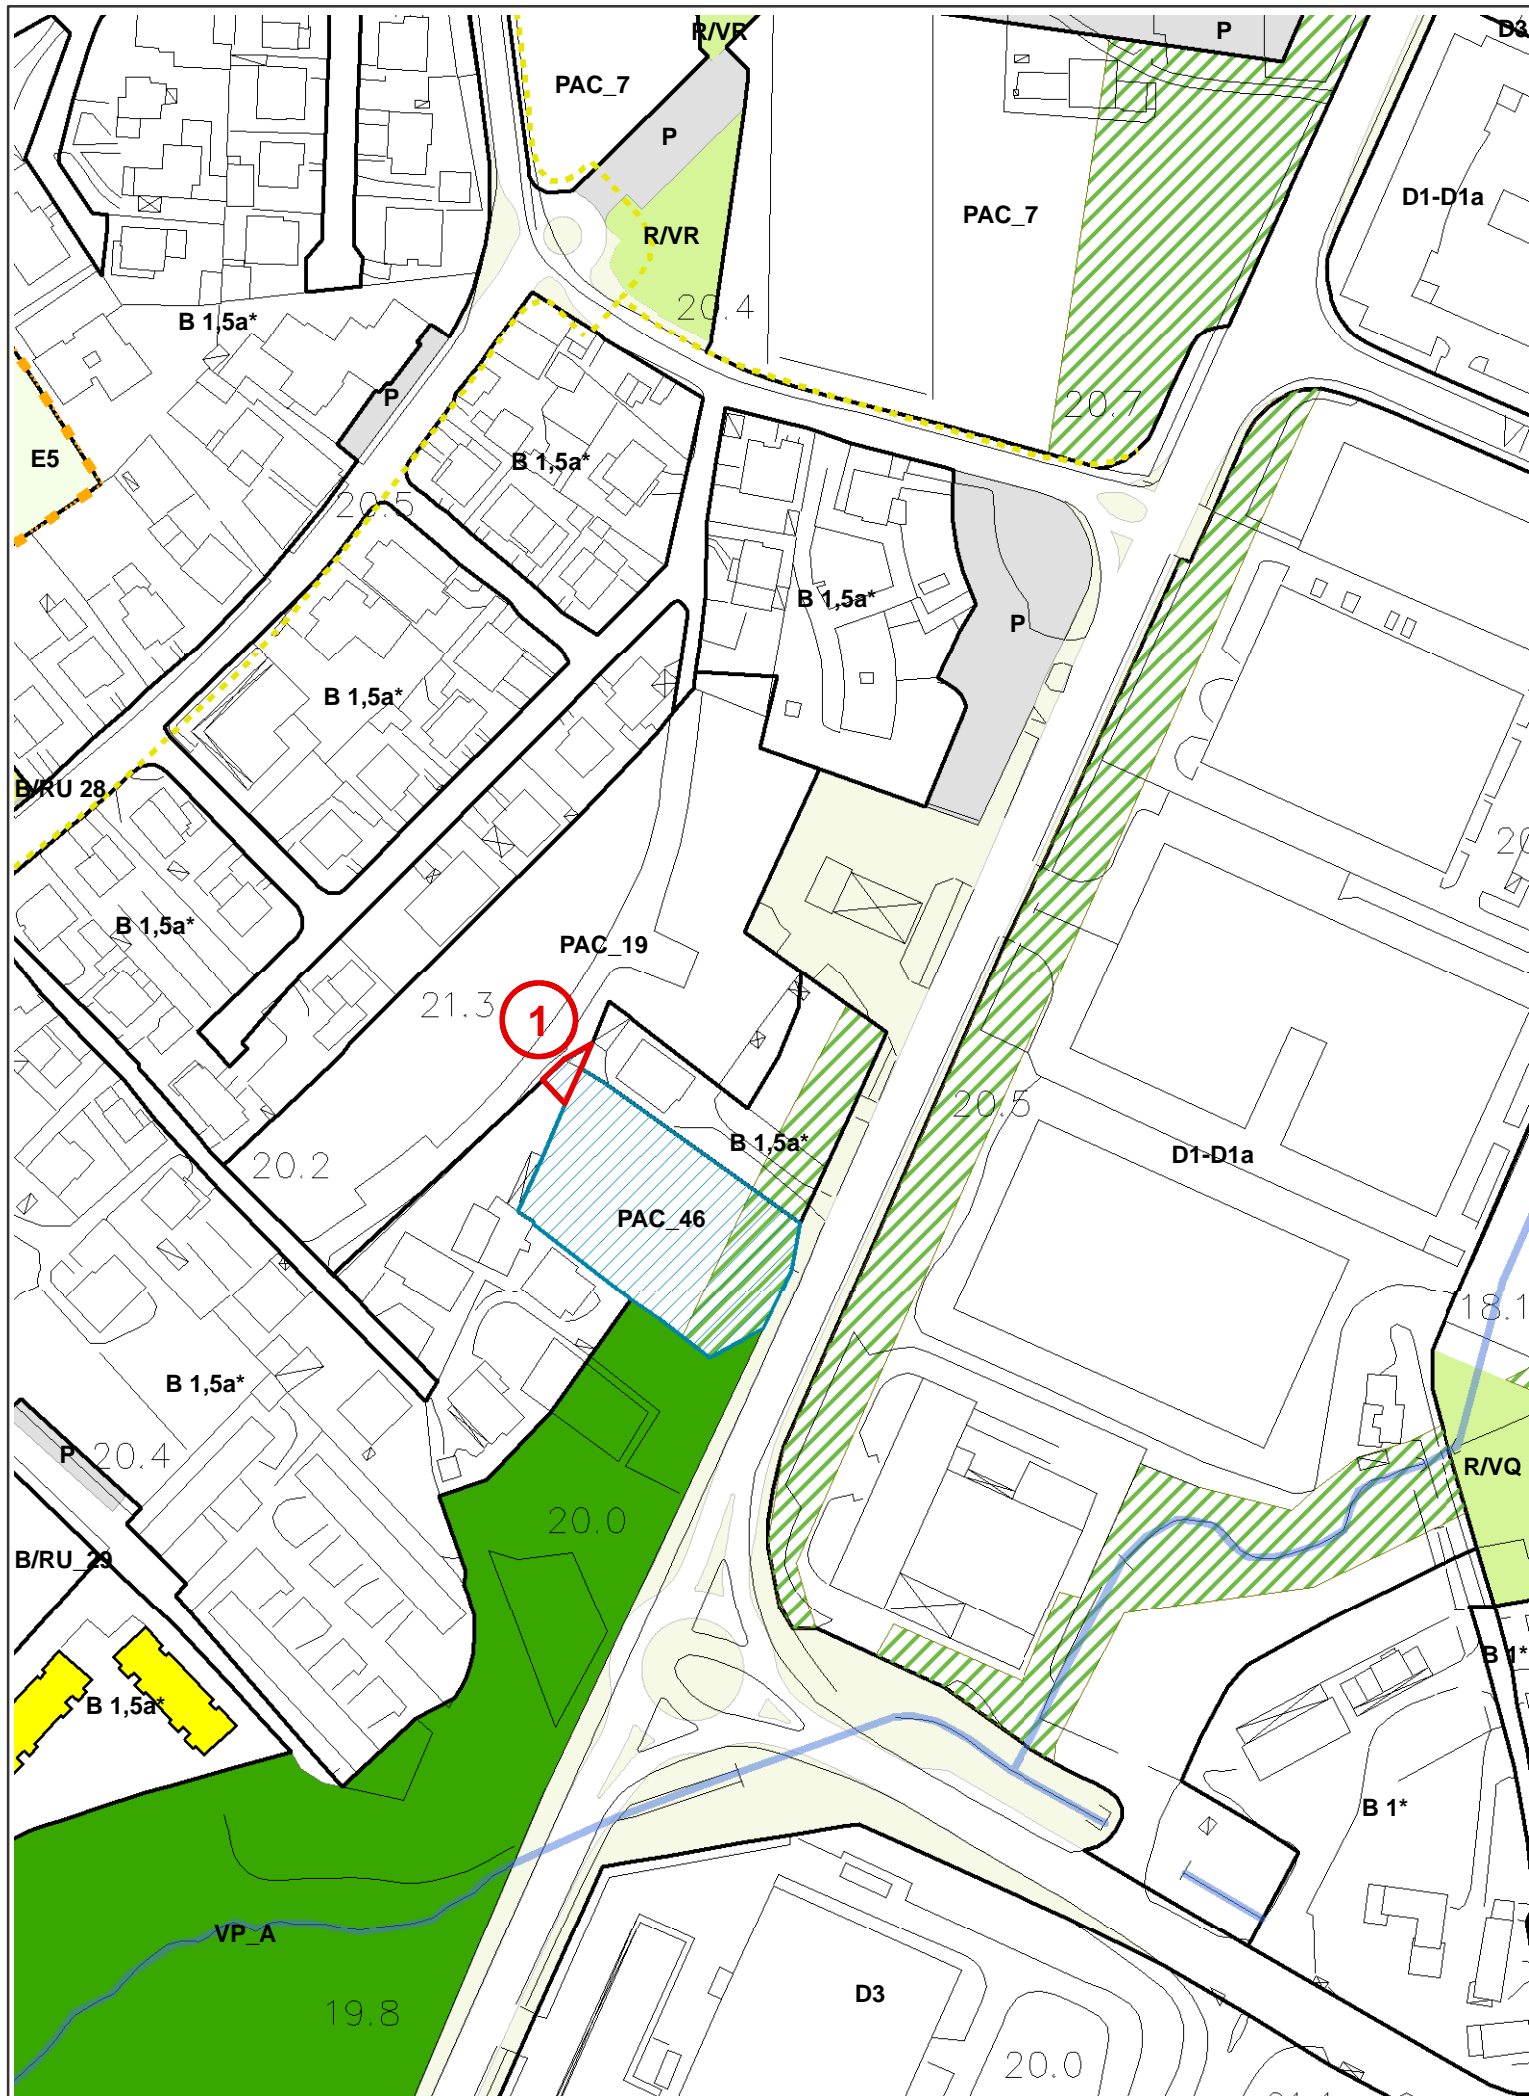 R/VR
P
D3
PAC_7
P
D1-D1a
PAC_7
R/VR
20.4
B 1,5a*
P
20.7
E5
B 1,5a*
20.5
B 1,5a*
P
B 1,5a*
B/RU 28
B 1,5a*
PAC_19
21.3
1
20.5
B 1,5a*
D1-D1a
20.2
PAC_46
18.1
B 1,5a*
P
20.4
R/VQ
20.0
B/RU_29
B 1*
B 1,5a*
B 1*
VP_A
D3
19.8
20.0